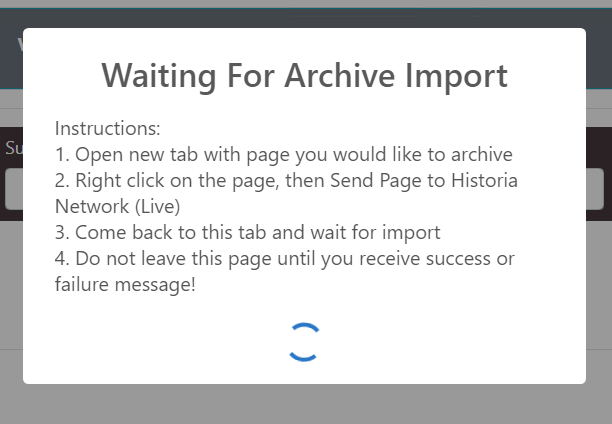 Waiting For Archive Import
Instructions:
1. Open new tab with page you would like to archive
2. Right click on the page, then Send Page to Historia
Network (Live)
3. Come back to this tab and wait for import
4. Do not leave this page until you receive success or
failure message!
Su